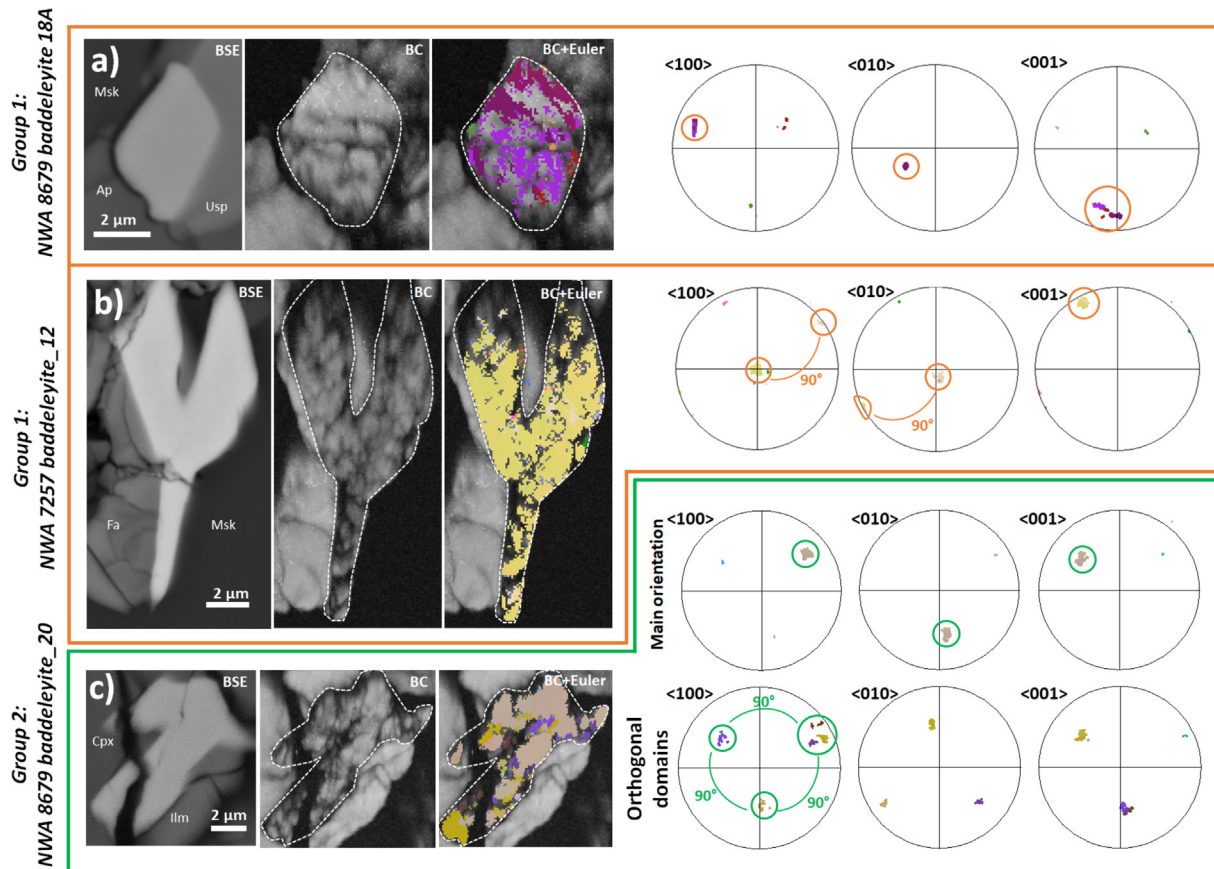 Group 1:
NWA 8679 baddeleyite 18A
a)
BSE
Msk
Ap
Usp
2 μm
BC
BC+Euler
<100>
<010>
<001>
Group 1:
NWA 7257 baddeleyite_12
b)
BSE
Fa
Msk
2 μm
BC
BC+Euler
<100>
90°
<010>
90°
<001>
Group 2:
NWA 8679 baddeleyite_20
c)
BSE
Cpx
Ilm
2 μm
BC
BC+Euler
Main orientation
<100>
<010>
<001>
Orthogonal
domains
<100>
90°
90°
90°
<010>
<001>